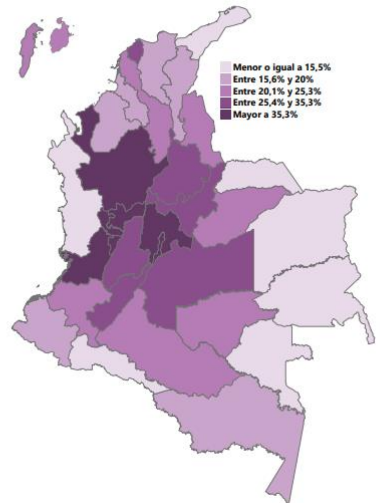 Menor o igual a 15,5%
Entre 15,6% y 20%
Entre 20,1% y 25,3%
Entre 25,4% y 35,3%
Mayor a 35,3%